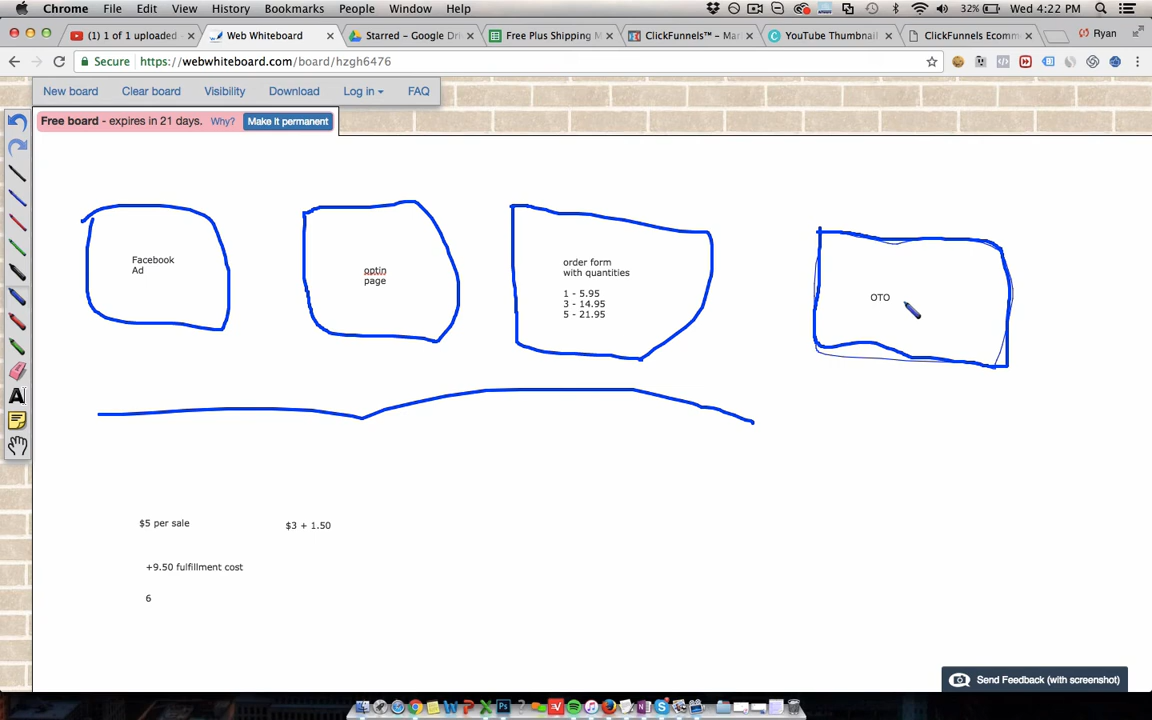 Chrome File Edit View History Bookmarks People Window Help
32% Wed 4:22 PM
(1) 1 of 1 uploaded -
Web Whiteboard
Starred – Google Dri
Free Plus Shipping M
ClickFunnels™ – Mar
YouTube Thumbnail
ClickFunnels Ecomm
Ryan
Secure https://webwhiteboard.com/board/hzgh6476
New board Clear board Visibility Download Log in FAQ
Free board - expires in 21 days. Why? Make it permanent
Facebook
Ad
optin
page
order form
with quantities
1 - 5.95
3 - 14.95
5 - 21.95
OTO
A
$5 per sale
$3 + 1.50
+9.50 fulfillment cost
6
Send Feedback (with screenshot)